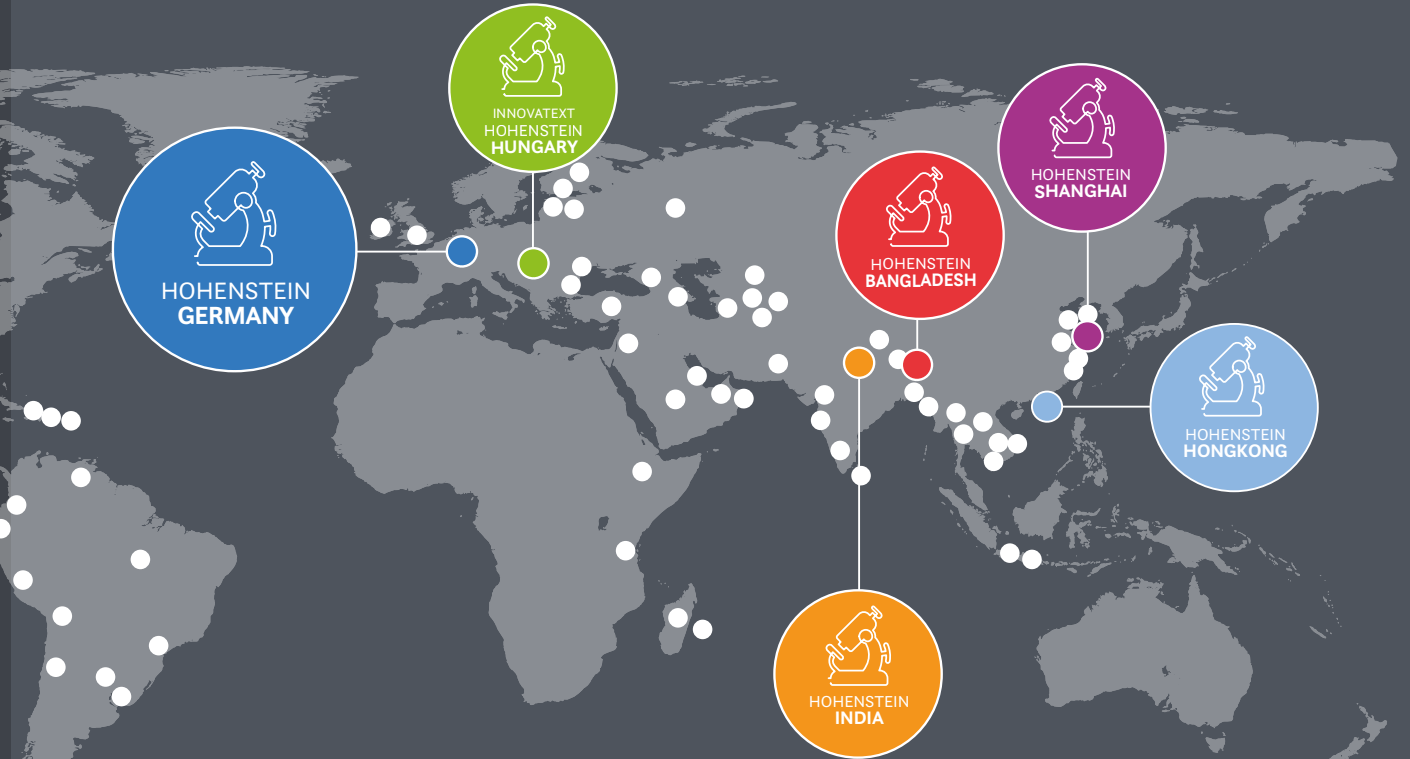 INNOVATEXT
HOHENSTEIN
HUNGARY
HOHENSTEIN
SHANGHAI
HOHENSTEIN
BANGLADESH
HOHENSTEIN
GERMANY
HOHENSTEIN
HONGKONG
HOHENSTEIN
INDIA